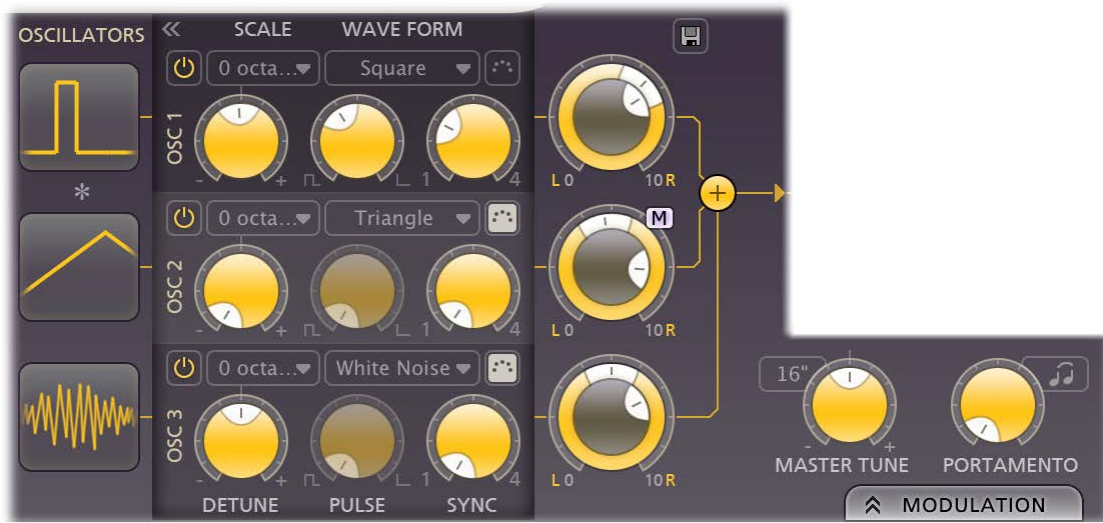 OSCILLATORS « SCALE WAVE FORM
0 octa... Square
OSC 1
- + 1 4
L 0 10 R
+
*
0 octa... Triangle
M
OSC 2
- + 1 4
L 0 10 R
0 octa... White Noise
OSC 3
- + 1 4
L 0 10 R
DETUNE PULSE SYNC
16"
- +
MASTER TUNE PORTAMENTO
MODULATION